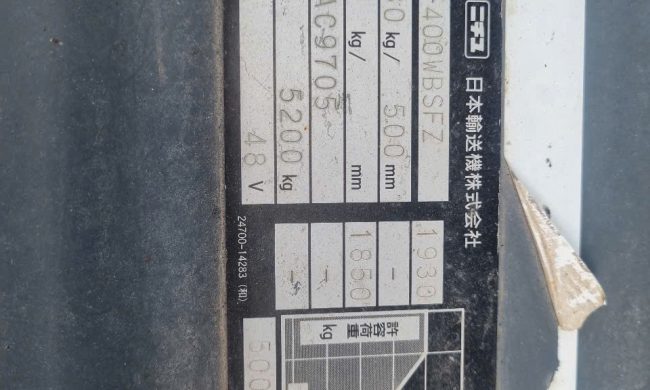 ニチユ 日本輸送機株式会社
-400WBSFZ 1930
0 kg/ 500 mm -
kg/ mm 1850
AC9705 -
5200 kg -
48 V
24700-14283 (和)
許容荷重
kg
500